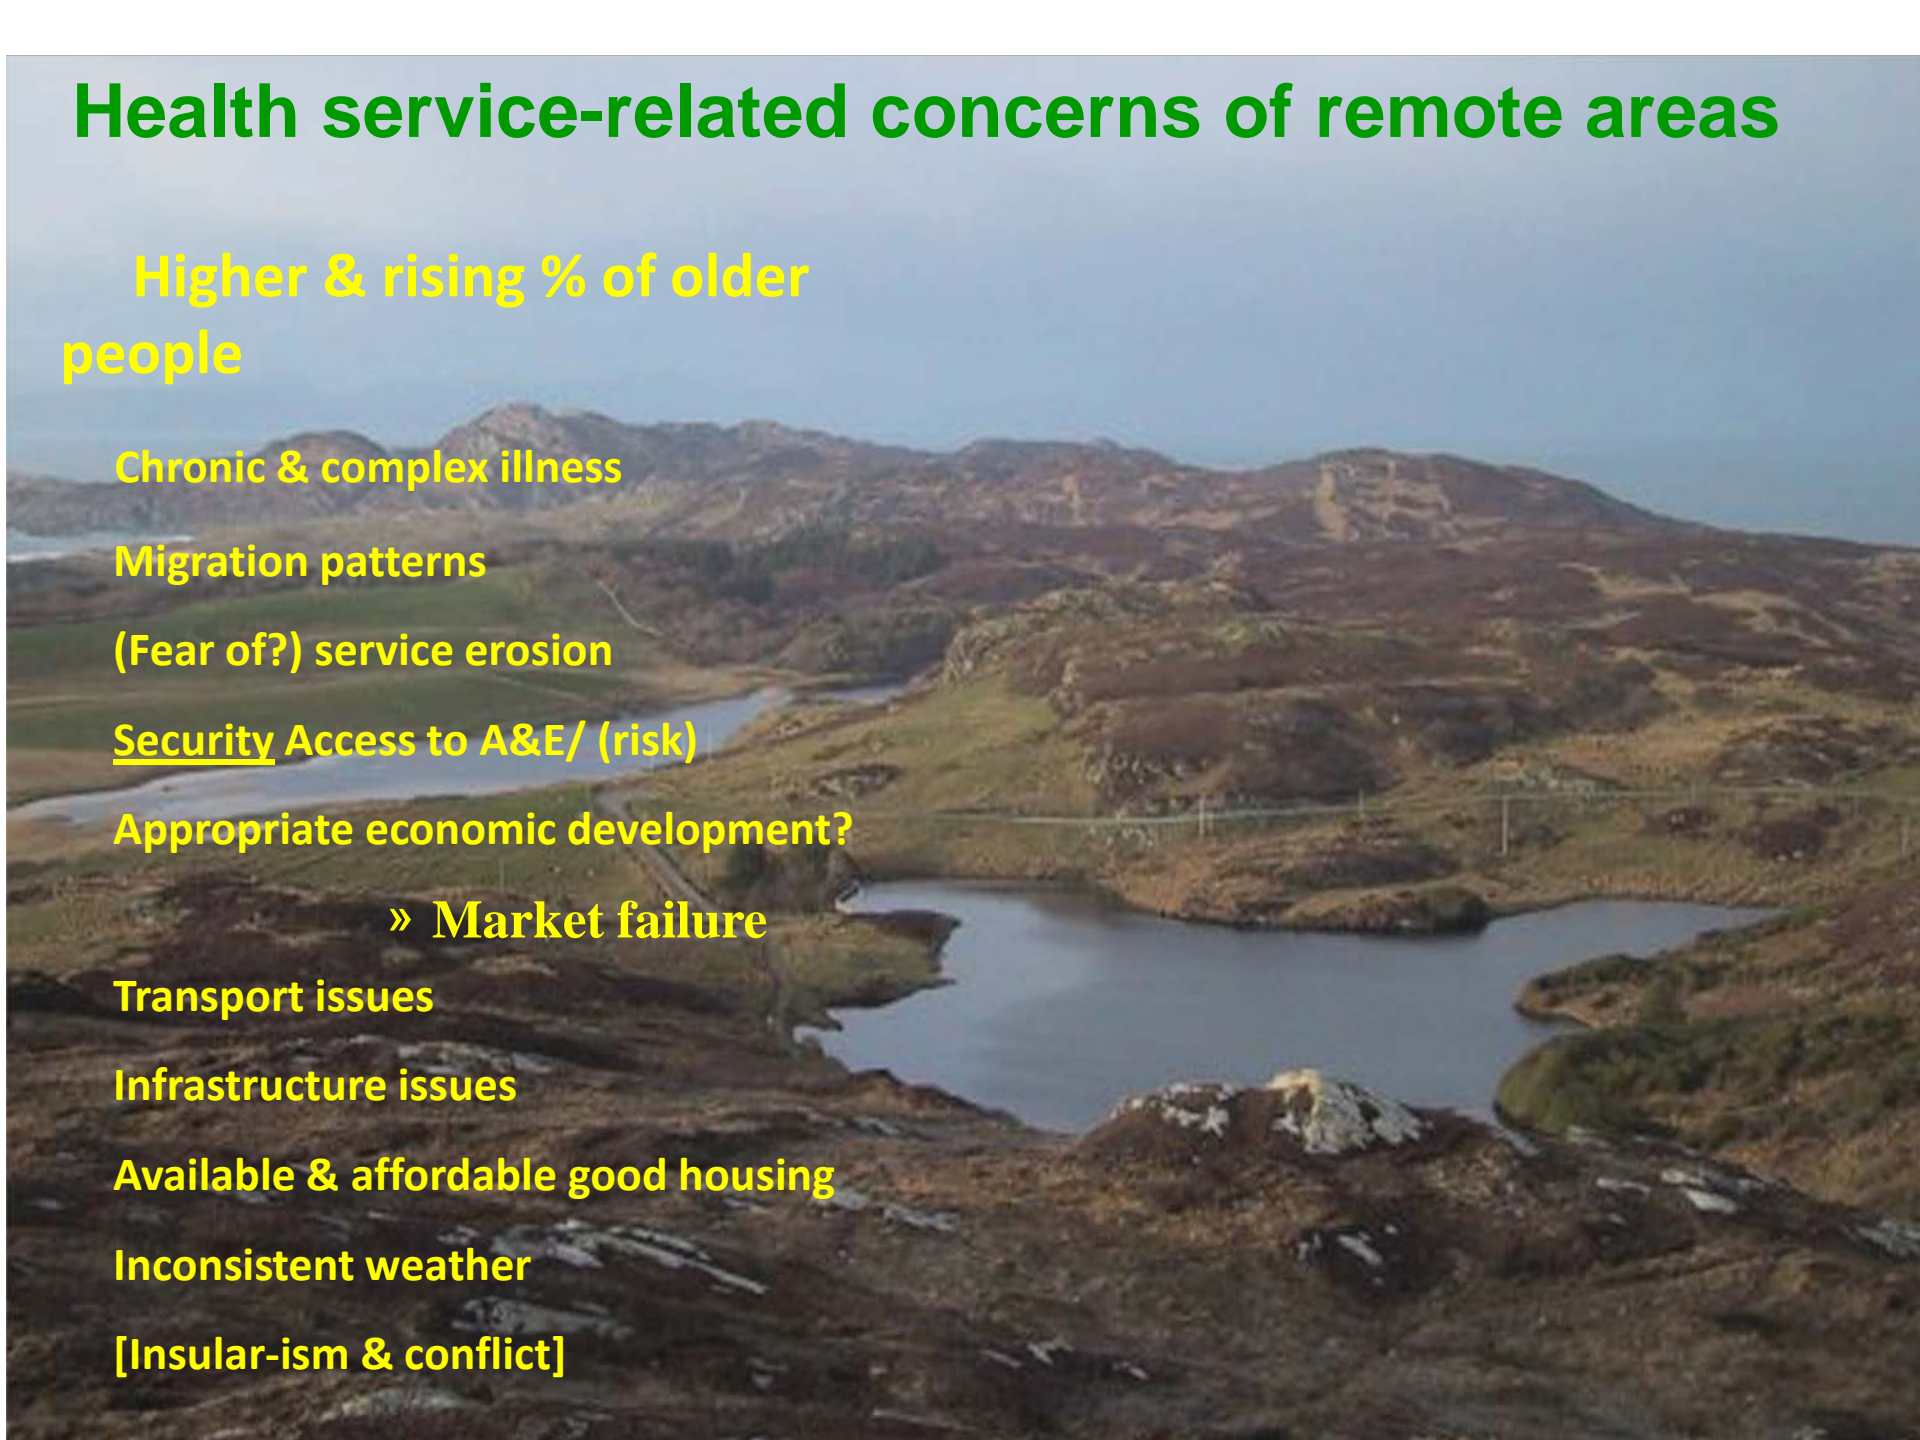 Health service-related concerns of remote areas
Higher & rising % of older
people
Chronic & complex illness
Migration patterns
(Fear of?) service erosion
Security Access to A&E/ (risk)
Appropriate economic development?
» Market failure
Transport issues
Infrastructure issues
Available & affordable good housing
Inconsistent weather
[Insular-ism & conflict]